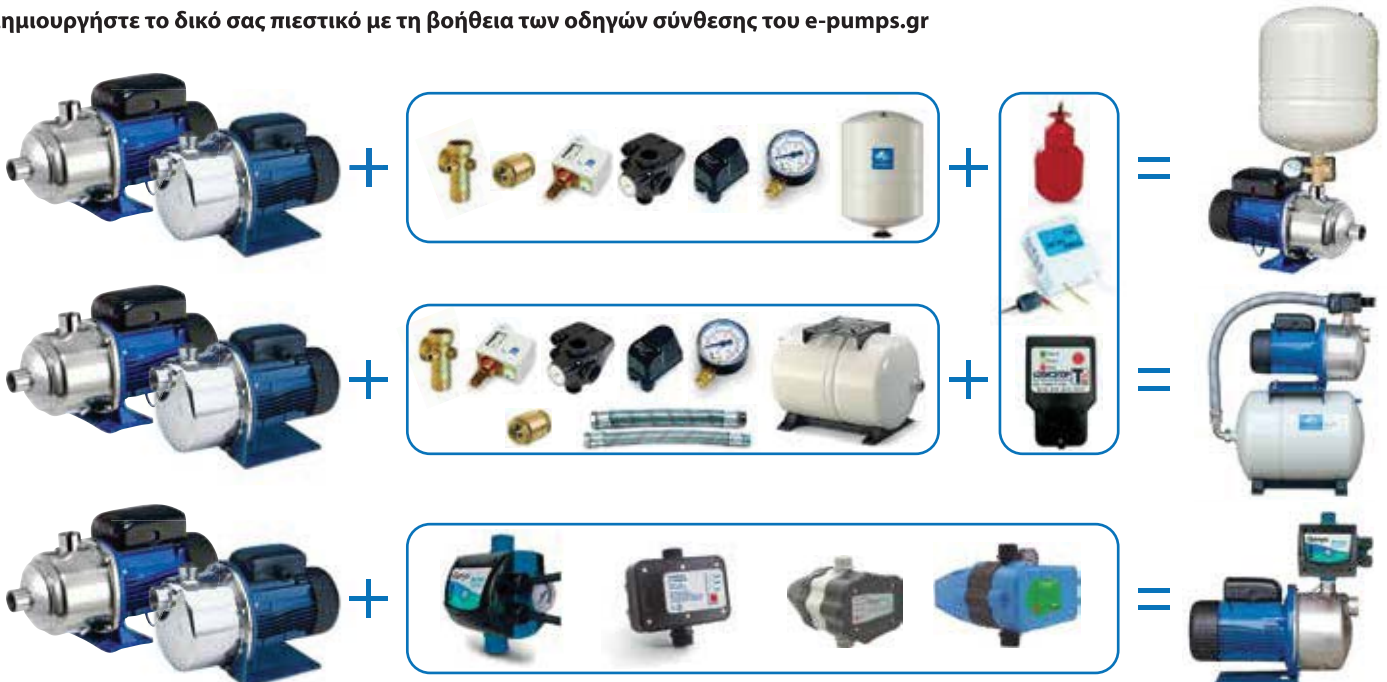 ημιουργήστε το δικό σας πιεστικό με τη βοήθεια των οδηγών σύνθεσης του e-pumps.gr